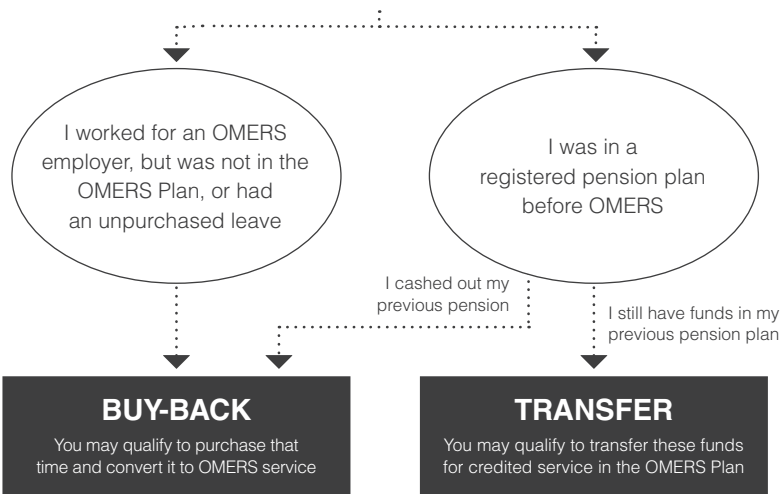 I worked for an OMERS
employer, but was not in the
OMERS Plan, or had
an unpurchased leave
I was in a
registered pension plan
before OMERS
I cashed out my
previous pension
I still have funds in my
previous pension plan
BUY-BACK
You may qualify to purchase that
time and convert it to OMERS service
TRANSFER
You may qualify to transfer these funds
for credited service in the OMERS Plan